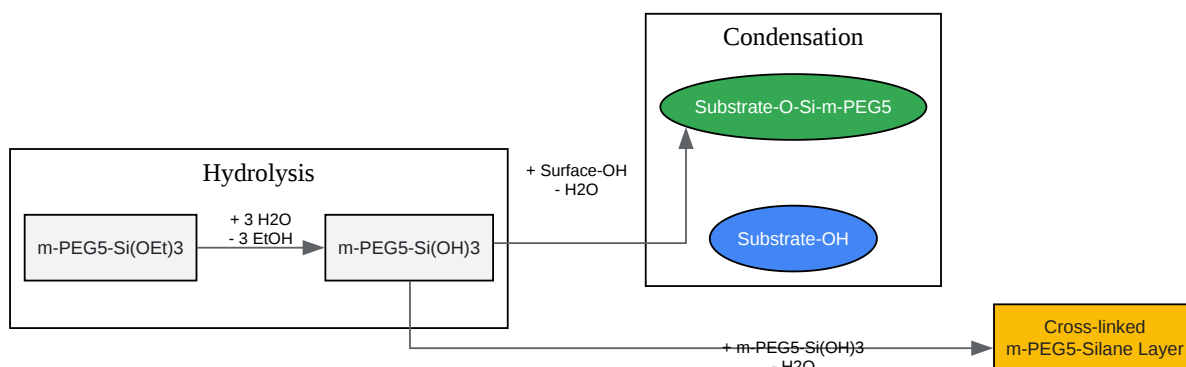 Condensation
Substrate-O-Si-m-PEG5
Hydrolysis
+ Surface-OH
- H2O
+ 3 H2O
- 3 EtOH
m-PEG5-Si(OEt)3
m-PEG5-Si(OH)3
Substrate-OH
Cross-linked
m-PEG5-Silane Layer
+ m-PEG5-Si(OH)3
- H2O